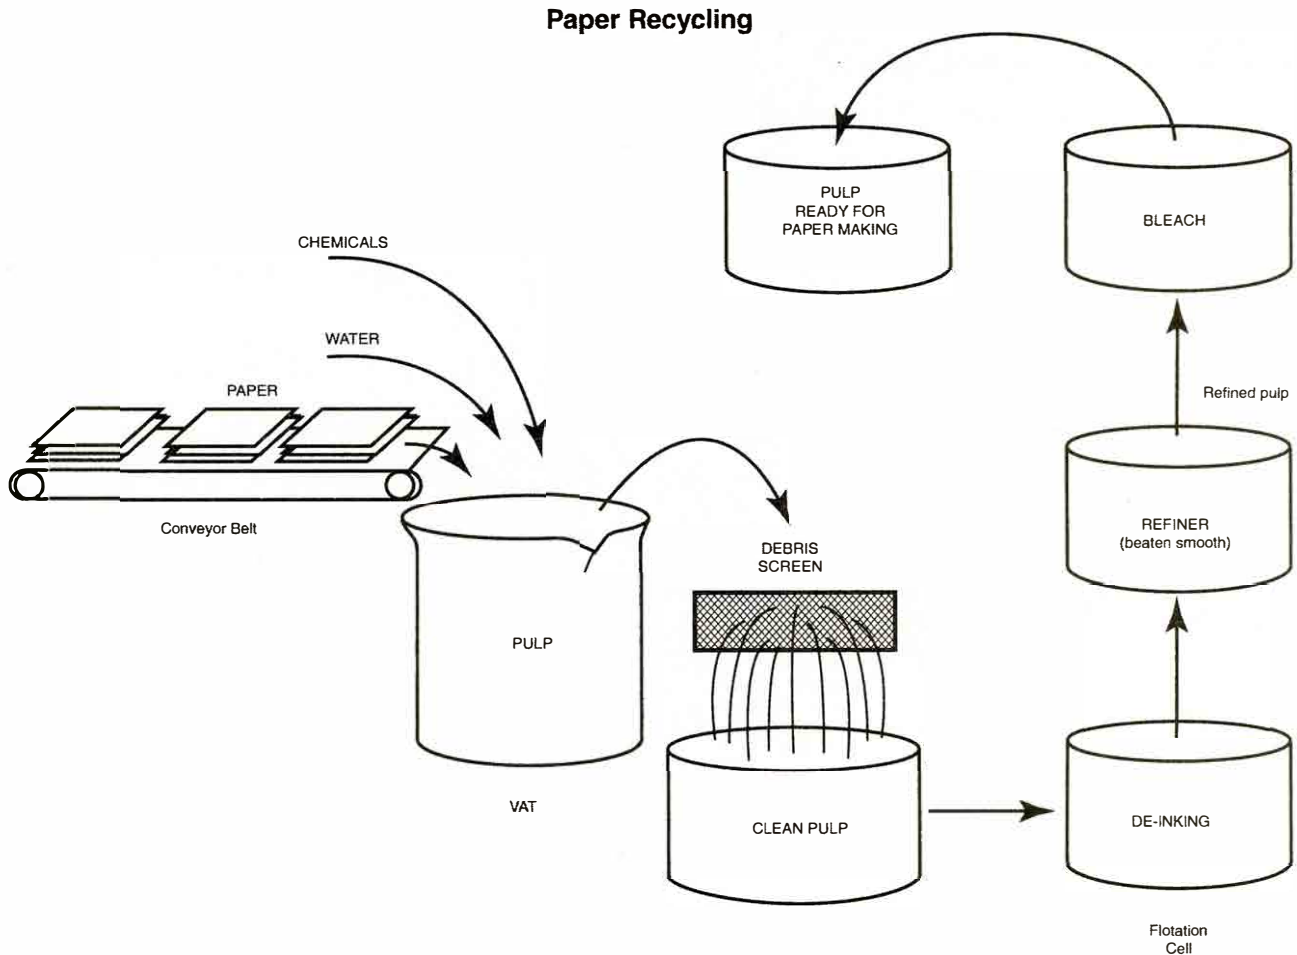 Paper Recycling
CHEMICALS
WATER
PAPER
Conveyor Belt
PULP
VAT
DEBRIS
SCREEN
CLEAN PULP
DE-INKING
Flotation
Cell
REFINER
(beaten smooth)
Refined pulp
BLEACH
PULP
READY FOR
PAPER MAKING